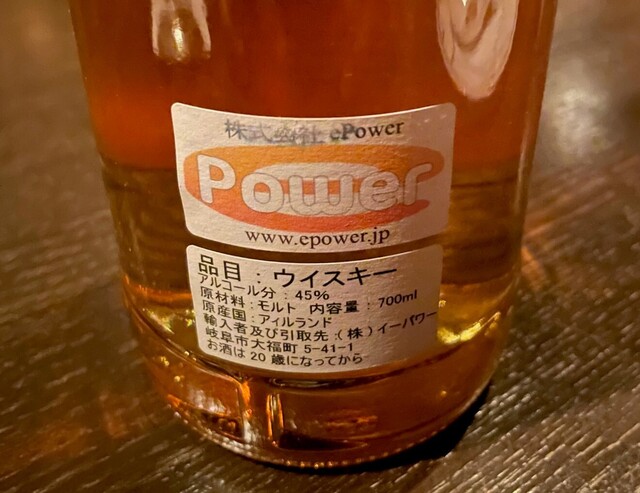 株式会社 ePower
Power
www.epower.jp
品目：ウイスキー
アルコール分：45%
原材料：モルト 内容量：700ml
原産国：アィルランド
輸入者及び引取先：(株)イーパワー
岐阜市大福町 5-41-1
お酒は 20 歳になってから